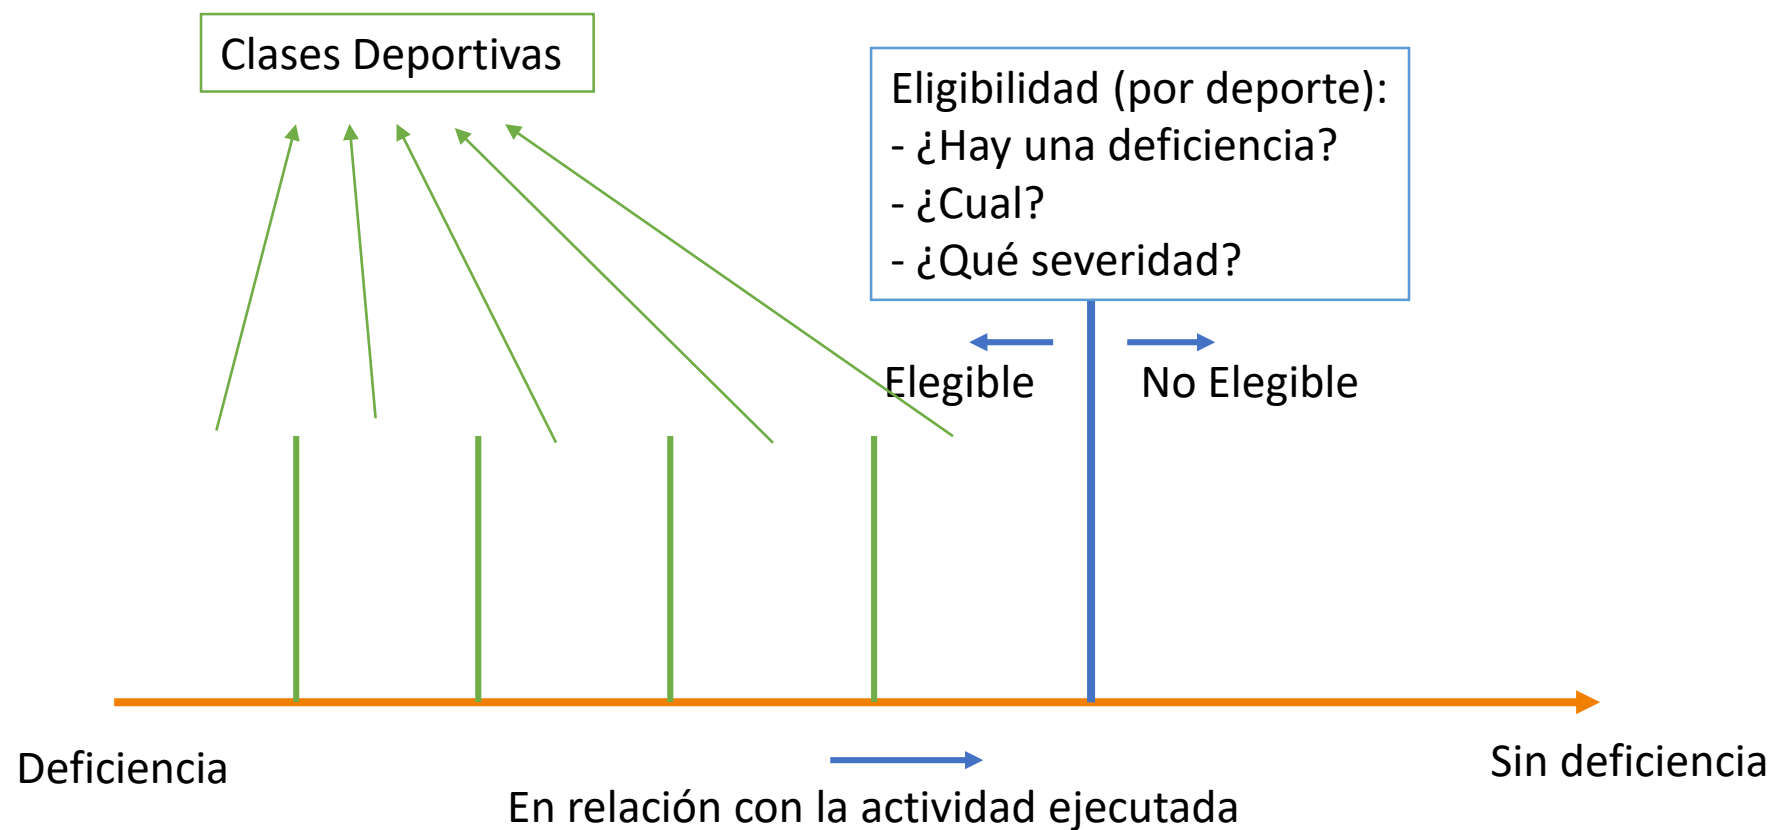 Clases Deportivas
Eligibilidad (por deporte):
- ¿Hay una deficiencia?
- ¿Cual?
- ¿Qué severidad?
Elegible
No Elegible
Deficiencia
Sin deficiencia
En relación con la actividad ejecutada